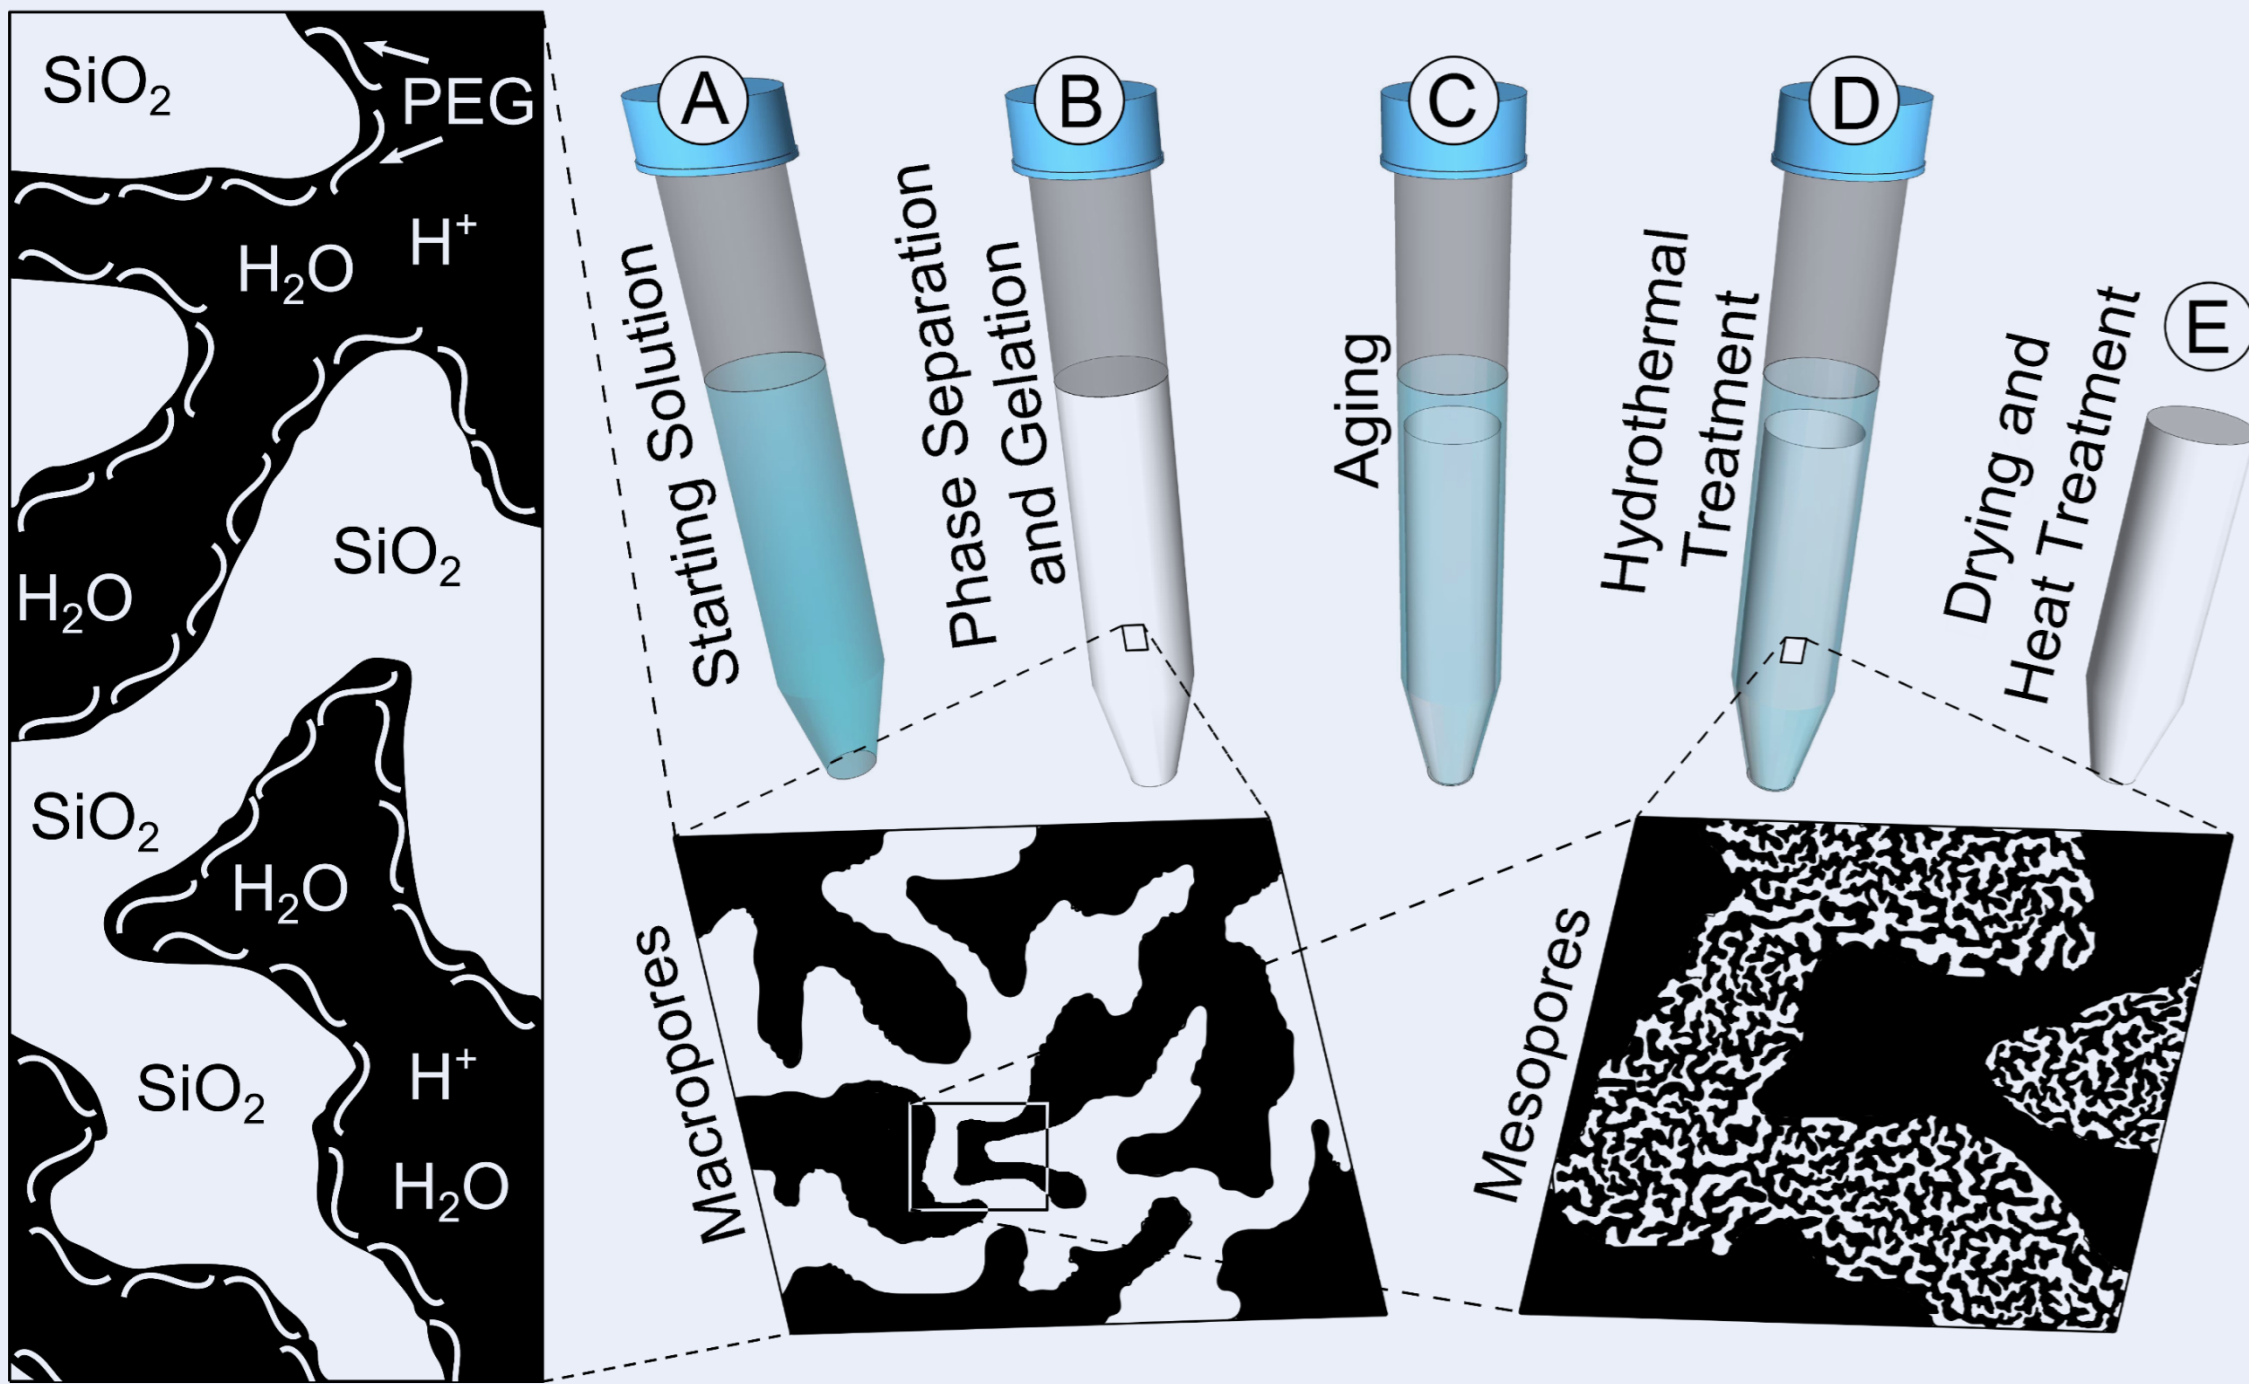 SiO₂
PEG
H⁺
H₂O
SiO₂
H₂O
SiO₂
H₂O
H⁺
SiO₂
H₂O
A
Starting Solution
B
Phase Separation
and Gelation
C
Aging
D
Hydrothermal
Treatment
E
Drying and
Heat Treatment
Macropores
Mesopores